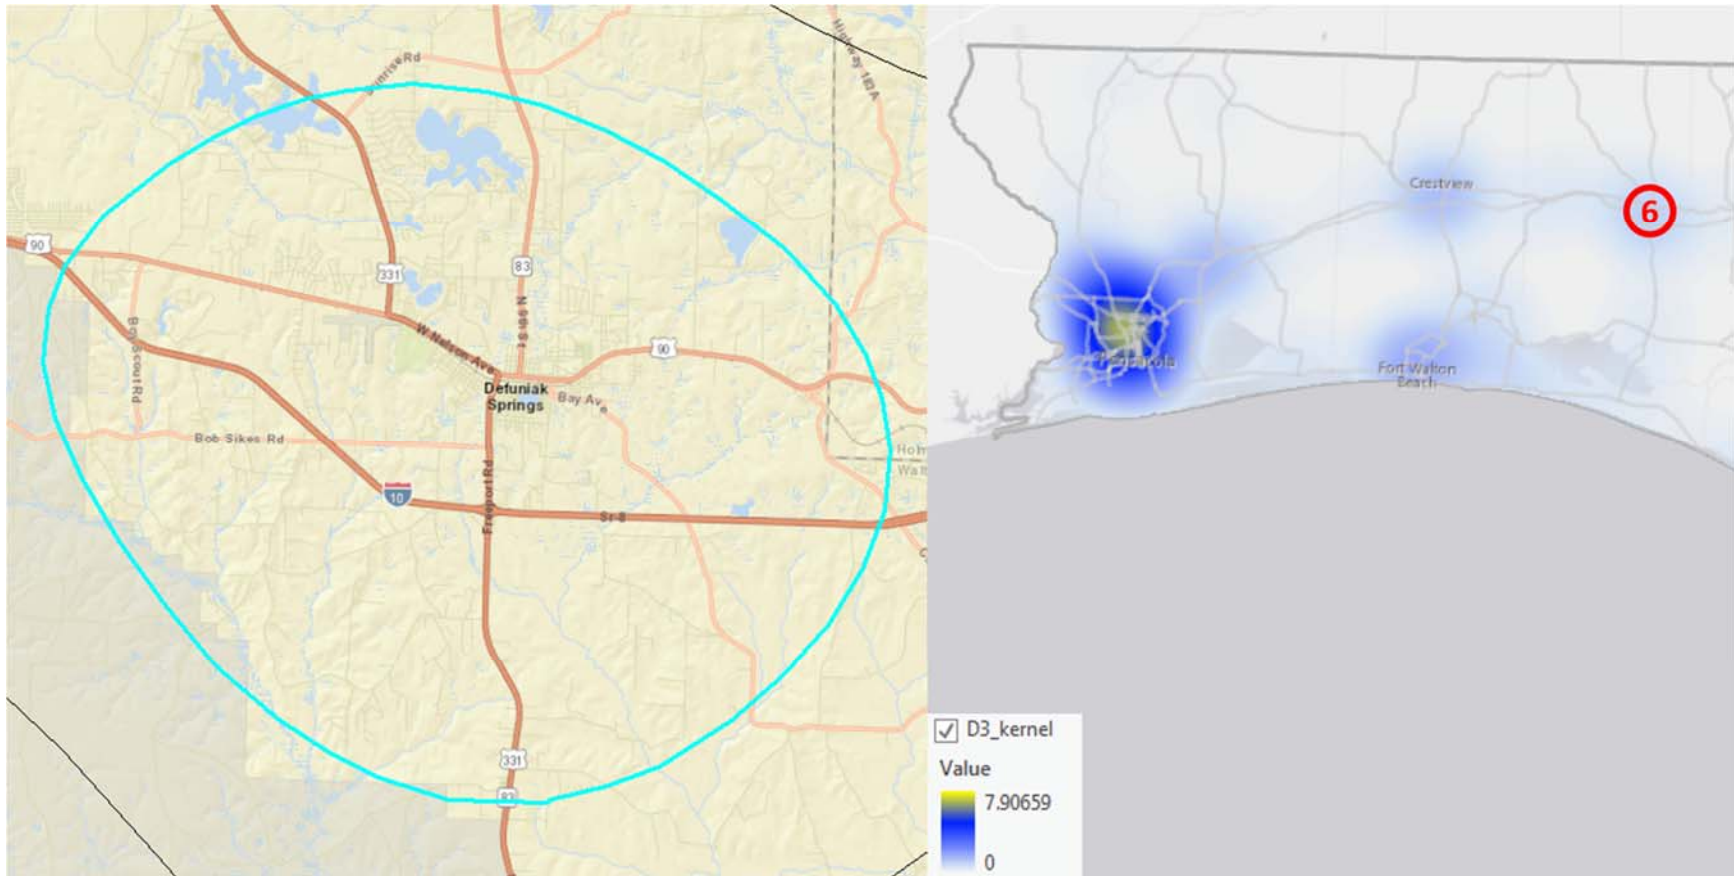 Sunrise Rd
Highway 183A
90
331
83
N 9th St
Boy Scout Rd
W Nelson Ave
90
Defuniak
Springs
Bay Ave
Bob Sikes Rd
Holm
Walt
10
Freeport Rd
Sr 8
331
83
Crestview
6
Pensacola
Fort Walton
Beach
D3_kernel
Value
7.90659
0